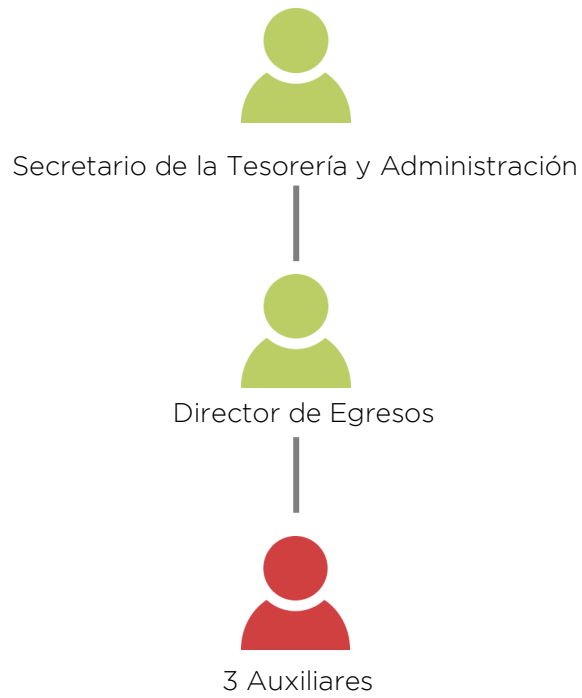 Secretario de la Tesorería y Administración
Director de Egresos
3 Auxiliares